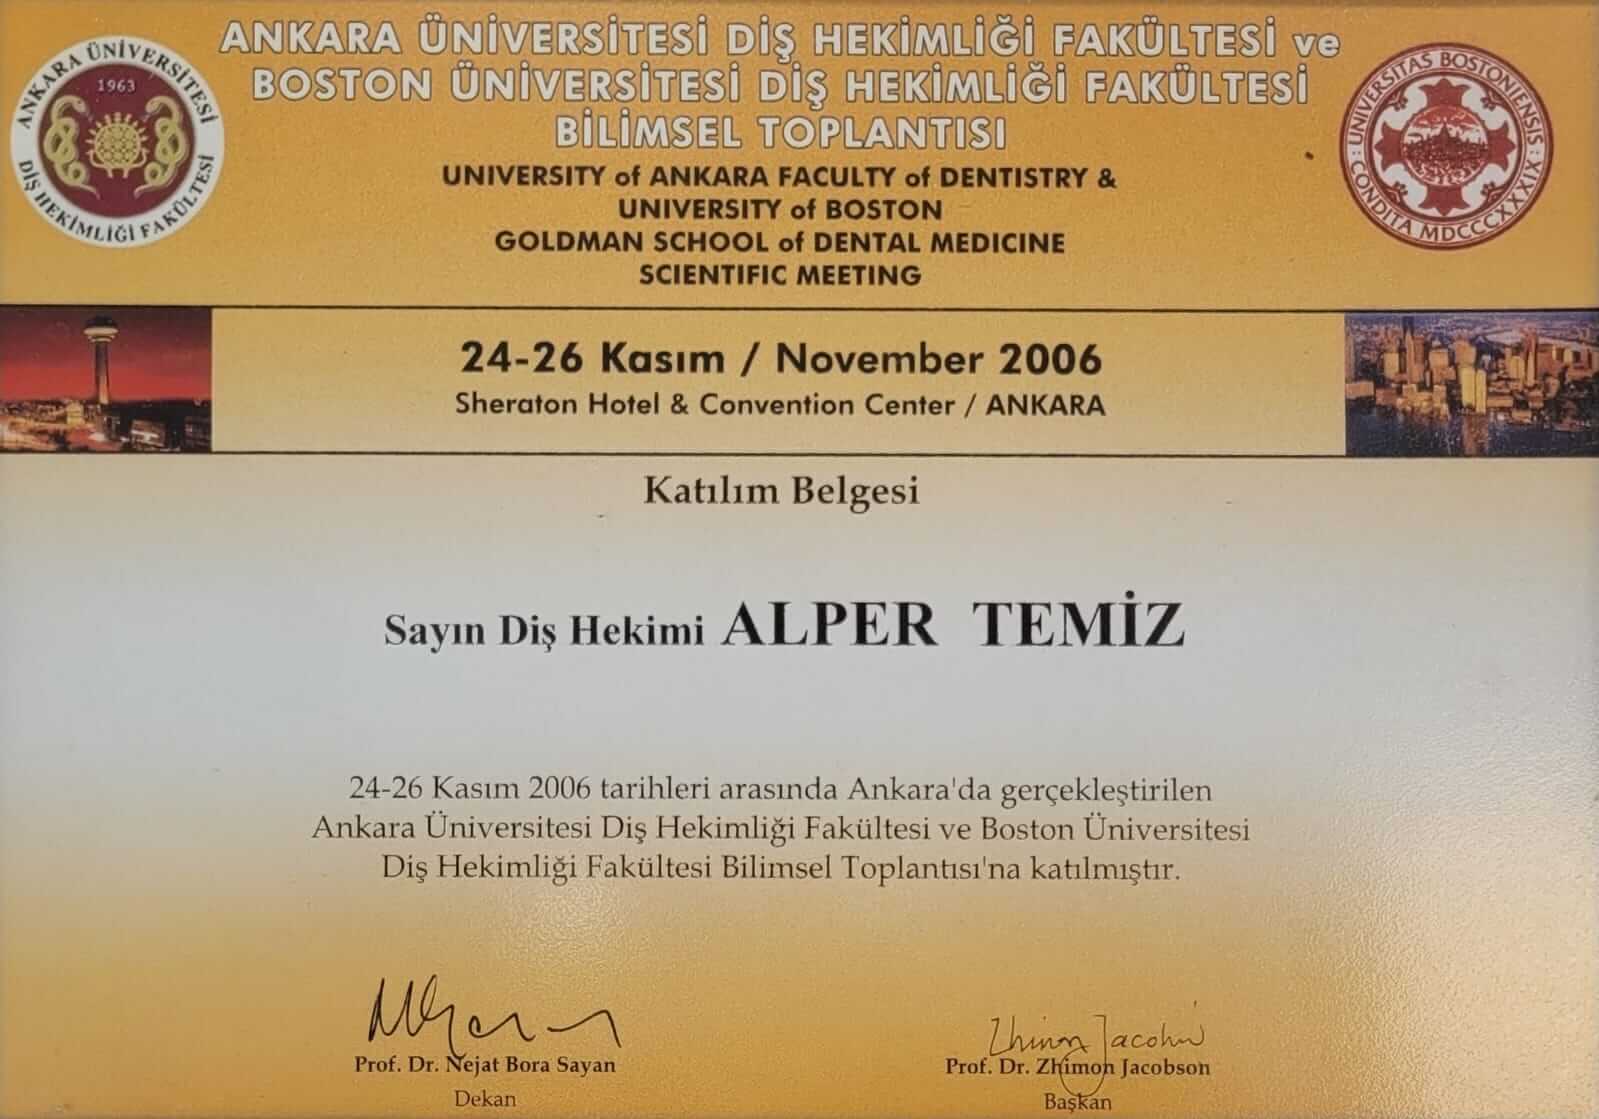 ANKARA ÜNİVERSİTESİ DİŞ HEKİMLİĞİ FAKÜLTESİ ve
BOSTON ÜNİVERSİTESİ DİŞ HEKİMLİĞİ FAKÜLTESİ
BİLİMSEL TOPLANTISI
ANKARA ÜNİVERSİTESİ
1963
DİŞ HEKİMLİĞİ FAKÜLTESİ
UNIVERSITAS BOSTONIENSIS
CONDITA MDCCCXXXIX
UNIVERSITY of ANKARA FACULTY of DENTISTRY &
UNIVERSITY of BOSTON
GOLDMAN SCHOOL of DENTAL MEDICINE
SCIENTIFIC MEETING
24-26 Kasım / November 2006
Sheraton Hotel & Convention Center / ANKARA
Katılım Belgesi
Sayın Diş Hekimi ALPER TEMİZ
24-26 Kasım 2006 tarihleri arasında Ankara'da gerçekleştirilen
Ankara Üniversitesi Diş Hekimliği Fakültesi ve Boston Üniversitesi
Diş Hekimliği Fakültesi Bilimsel Toplantısı'na katılmıştır.
Zhimon Jacobson
Prof. Dr. Nejat Bora Sayan
Dekan
Prof. Dr. Zhimon Jacobson
Başkan